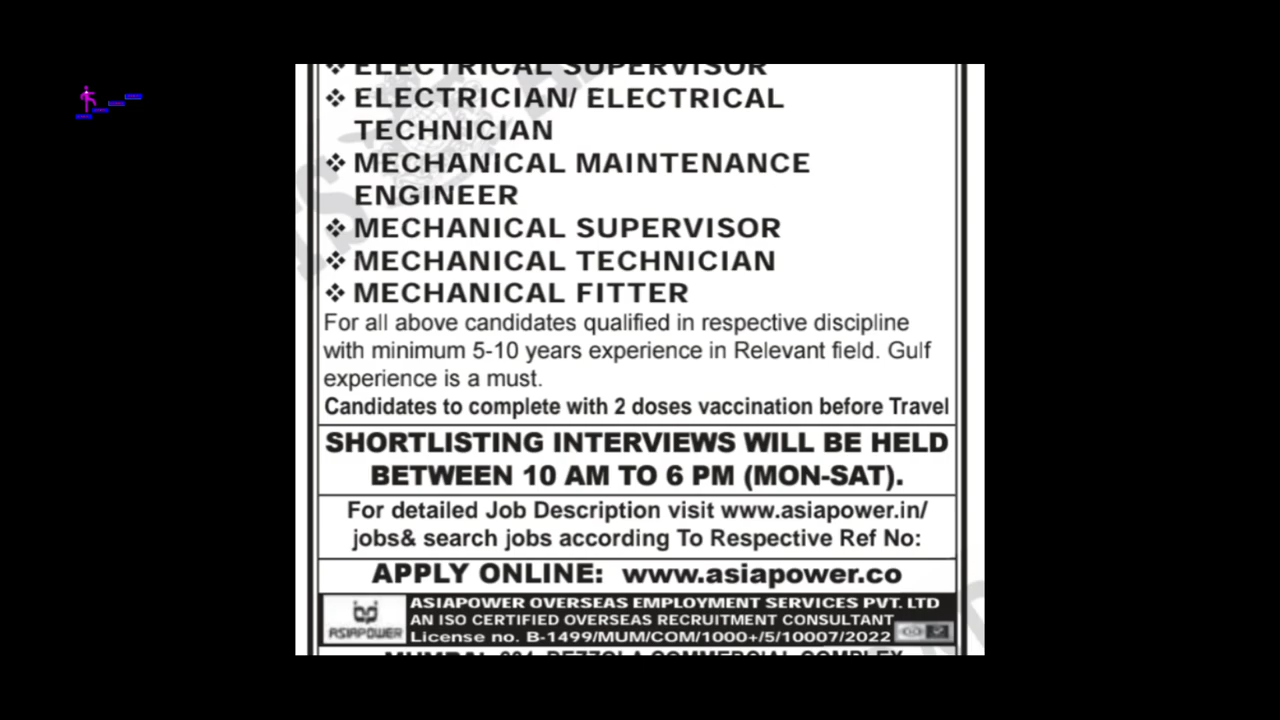 ❖ ELECTRICAL SUPERVISOR
❖ ELECTRICIAN/ ELECTRICAL
TECHNICIAN
❖ MECHANICAL MAINTENANCE
ENGINEER
❖ MECHANICAL SUPERVISOR
❖ MECHANICAL TECHNICIAN
❖ MECHANICAL FITTER
For all above candidates qualified in respective discipline
with minimum 5-10 years experience in Relevant field. Gulf
experience is a must.
Candidates to complete with 2 doses vaccination before Travel
SHORTLISTING INTERVIEWS WILL BE HELD
BETWEEN 10 AM TO 6 PM (MON-SAT).
For detailed Job Description visit www.asiapower.in/
jobs& search jobs according To Respective Ref No:
APPLY ONLINE: www.asiapower.co
ASIAPOWER
ASIAPOWER OVERSEAS EMPLOYMENT SERVICES PVT. LTD
AN ISO CERTIFIED OVERSEAS RECRUITMENT CONSULTANT
License no. B-1499/MUM/COM/1000+/5/10007/2022
COMMERCIAL COMPLEX